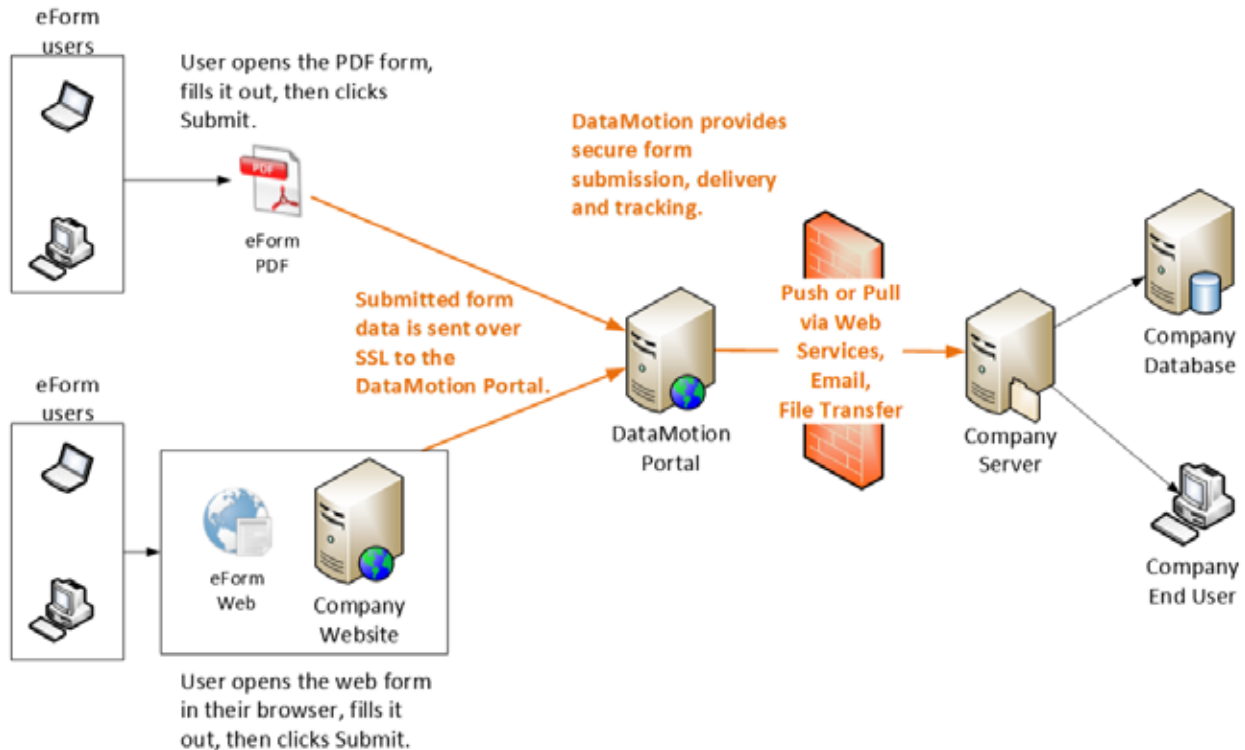 eForm
users
User opens the PDF form,
fills it out, then clicks
Submit.
PDF
eForm
PDF
DataMotion provides
secure form
submission, delivery
and tracking.
Submitted form
data is sent over
SSL to the
DataMotion Portal.
DataMotion
Portal
Push or Pull
via Web
Services,
Email,
File Transfer
Company
Server
Company
Database
Company
End User
eForm
users
eForm
Web
Company
Website
User opens the web form
in their browser, fills it
out, then clicks Submit.